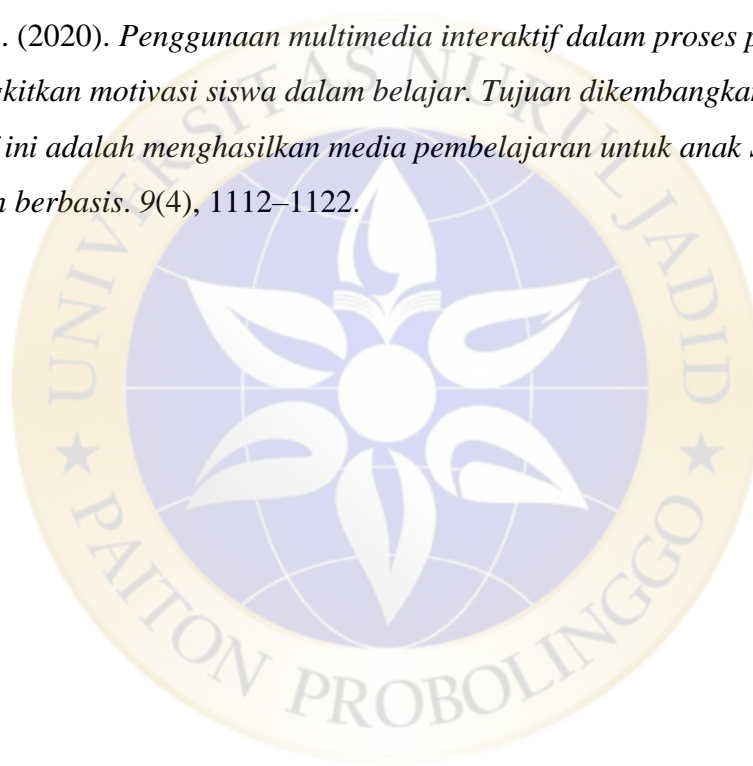 . (2020). Penggunaan multimedia interaktif dalam proses p
gkitkan motivasi siswa dalam belajar. Tujuan dikembangkan
ini adalah menghasilkan media pembelajaran untuk anak s
n berbasis. 9(4), 1112–1122.
UNIVERSITAS NURUL JADID
★ PAITON PROBOLINGGO ★